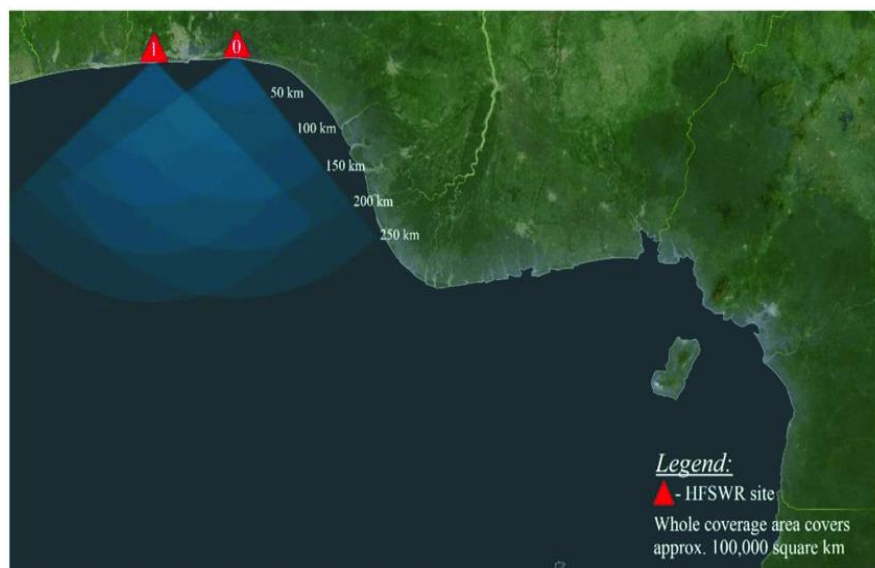 1 0
50 km
100 km
150 km
200 km
250 km
Legend:
- HFSWR site
Whole coverage area covers
approx. 100,000 square km